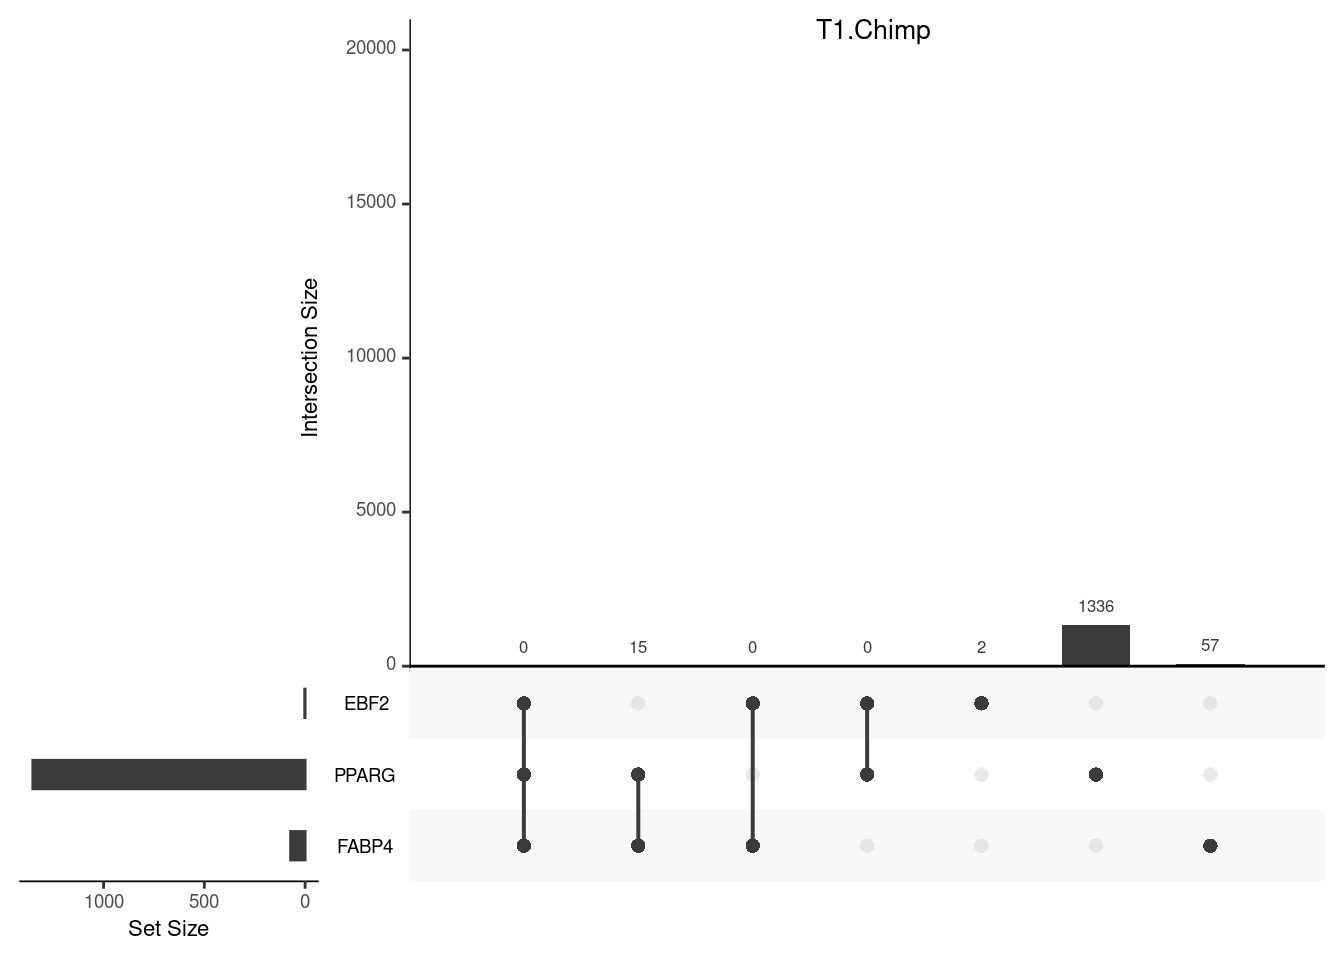 T1.Chimp
20000
15000
10000
5000
0
Intersection Size
0 15 0 0 2 1336 57
EBF2
PPARG
FABP4
1000 500 0
Set Size